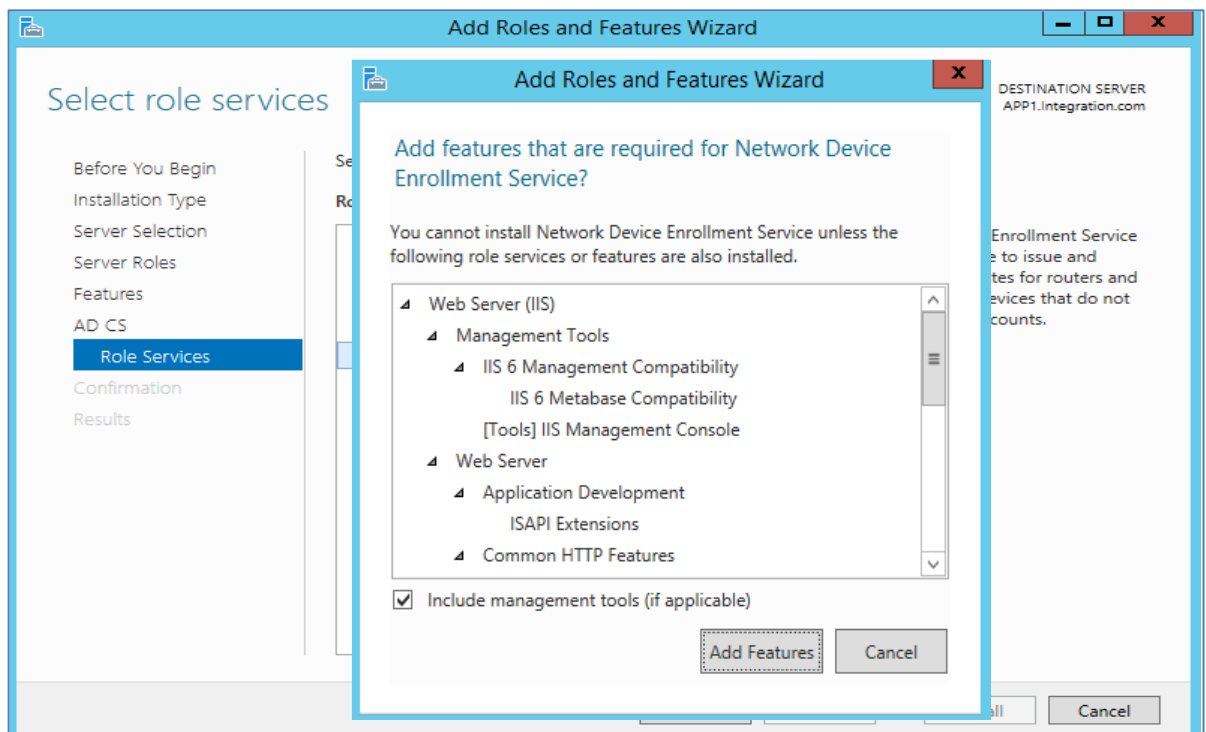 Add Roles and Features Wizard
Select role services
DESTINATION SERVER
APP1.Integration.com
Before You Begin
Installation Type
Server Selection
Server Roles
Features
AD CS
Role Services
Confirmation
Results
Add Roles and Features Wizard
Add features that are required for Network Device
Enrollment Service?
You cannot install Network Device Enrollment Service unless the
following role services or features are also installed.
Web Server (IIS)
Management Tools
IIS 6 Management Compatibility
IIS 6 Metabase Compatibility
[Tools] IIS Management Console
Web Server
Application Development
ISAPI Extensions
Common HTTP Features
Include management tools (if applicable)
Add Features
Cancel
Enrollment Service
to issue and
for routers and
that do not
Cancel